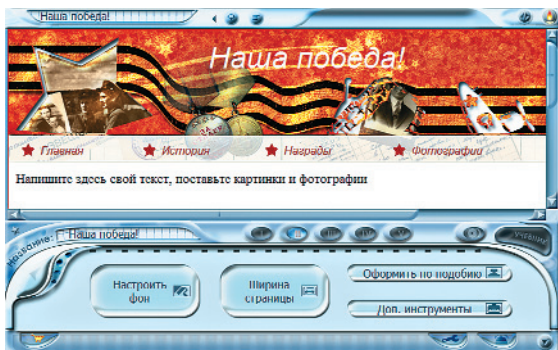 Наша победа!
Наша победа!
Главная
История
Награды
Фотографии
Напишите здесь свой текст, поставьте картинки и фотографии
Название:
Наша победа!
УЧЕБНИК
Настроить фон
Ширина страницы
Оформить по подобию
Доп. инструменты